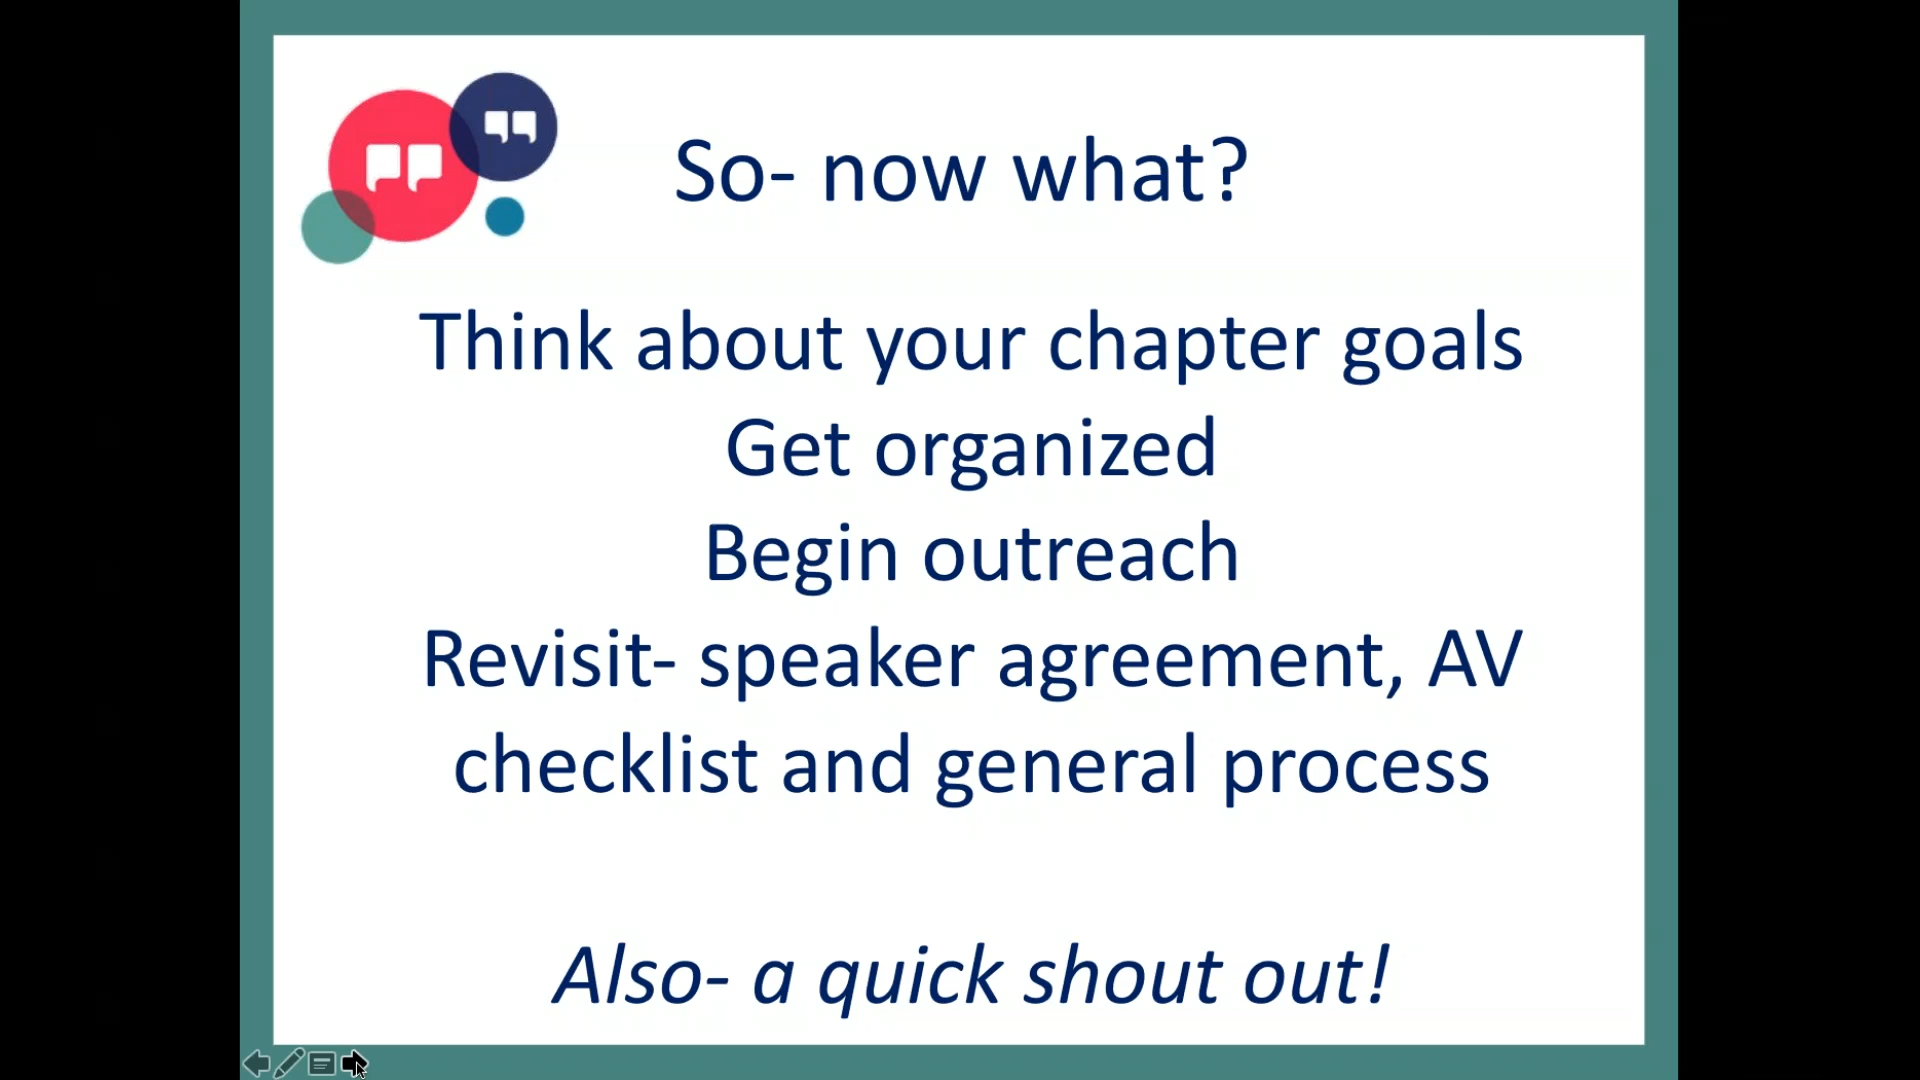 So- now what?
Think about your chapter goals
Get organized
Begin outreach
Revisit- speaker agreement, AV
checklist and general process
Also- a quick shout out!